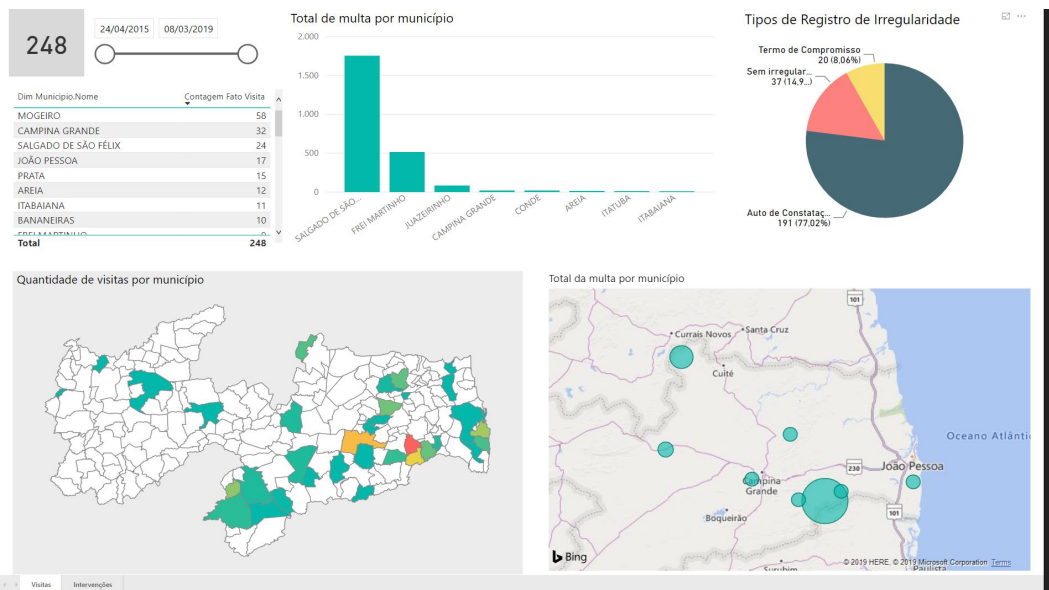 248
24/04/2015 08/03/2019
Dim Municipio.Nome Contagem Fato Visita
MOGEIRO 58
CAMPINA GRANDE 32
SALGADO DE SÃO FÉLIX 24
JOÃO PESSOA 17
PRATA 15
AREIA 12
ITABAIANA 11
BANANEIRAS 10
FREI MARTINHO 9
Total 248
Total de multa por município
2.000
1.500
1.000
500
0
SALGADO DE SÃO...
FREI MARTINHO
JUAZEIRINHO
CAMPINA GRANDE
CONDE
AREIA
ITATUBA
ITABAIANA
Tipos de Registro de Irregularidade
Termo de Compromisso
20 (8,06%)
Sem irregular...
37 (14,9...)
Auto de Constataç...
191 (77,02%)
Quantidade de visitas por município
Total da multa por município
101
Currais Novos
Santa Cruz
Cuité
Oceano Atlânti
230
João Pessoa
Campina
Grande
101
Boqueirão
Bing
© 2019 HERE, © 2019 Microsoft Corporation Terms
Surubim
Paulista
Visitas Intervenções